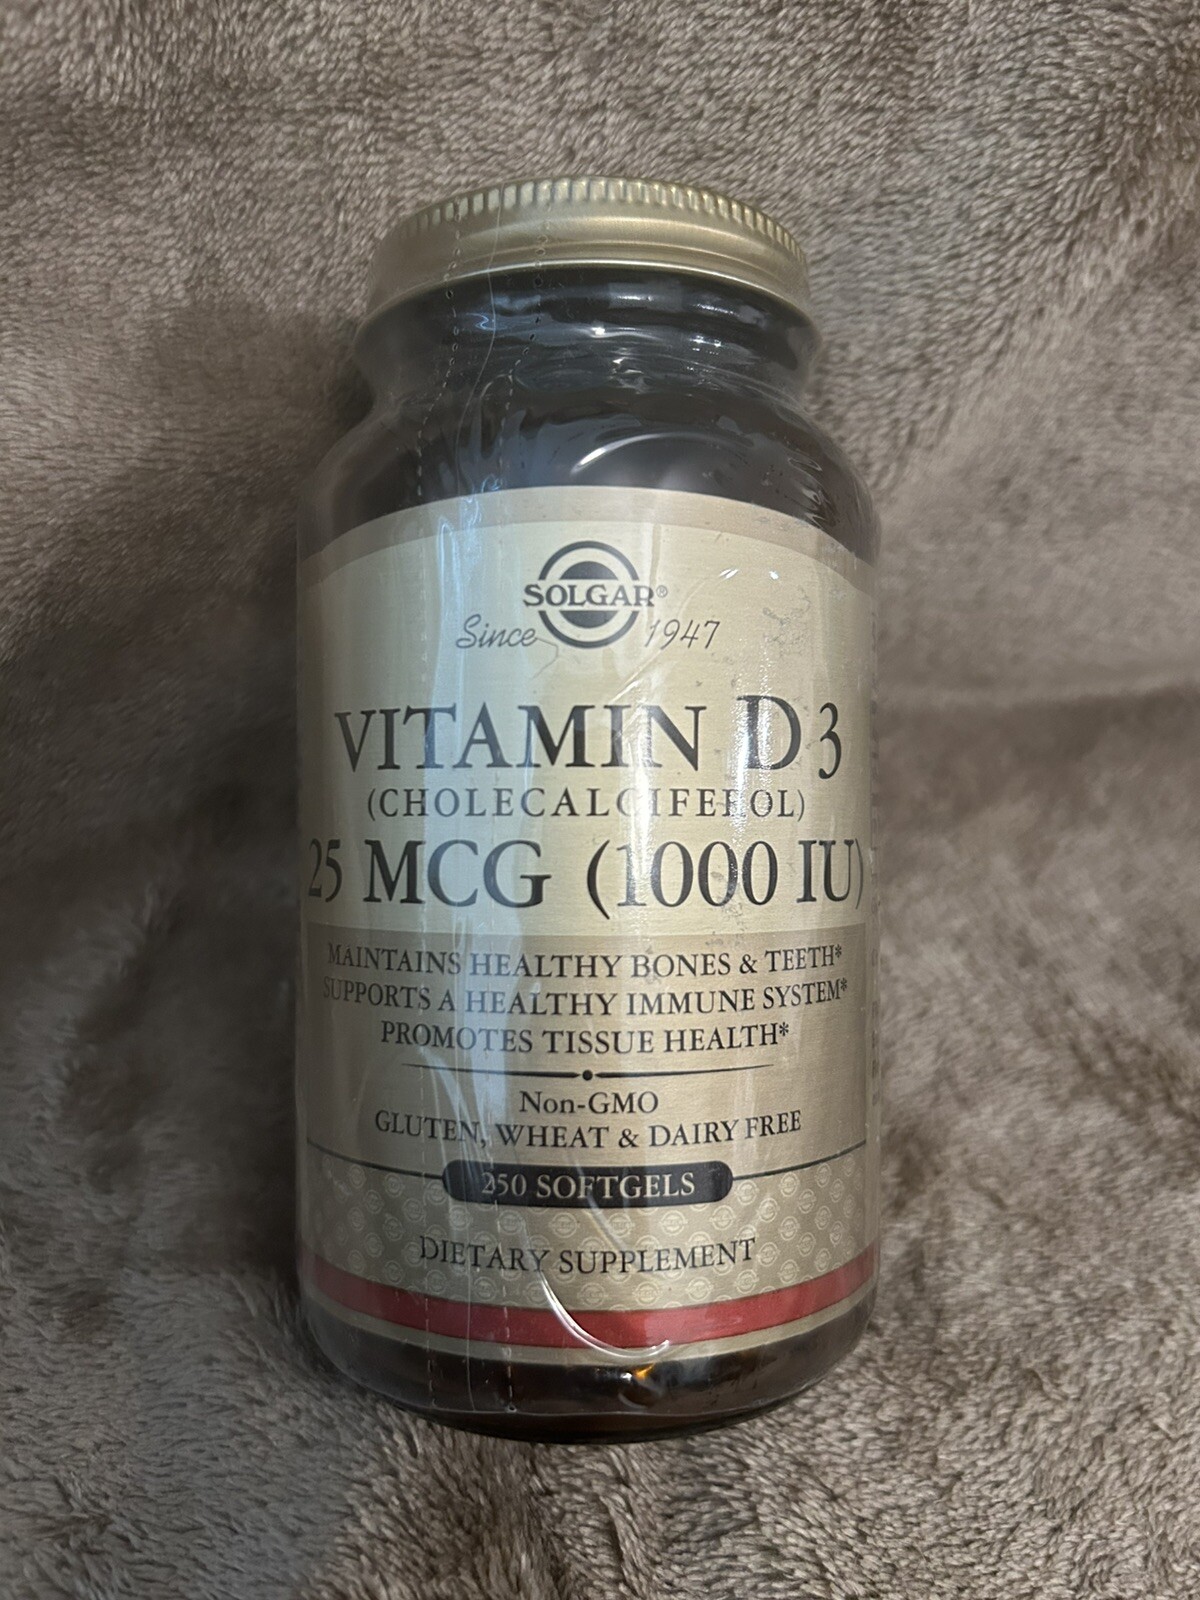 SOLGAR®
Since 1947
VITAMIN D3
(CHOLECALCIFEROL)
25 MCG (1000 IU)
MAINTAINS HEALTHY BONES & TEETH*
SUPPORTS A HEALTHY IMMUNE SYSTEM*
PROMOTES TISSUE HEALTH*
Non-GMO
GLUTEN, WHEAT & DAIRY FREE
250 SOFTGELS
DIETARY SUPPLEMENT